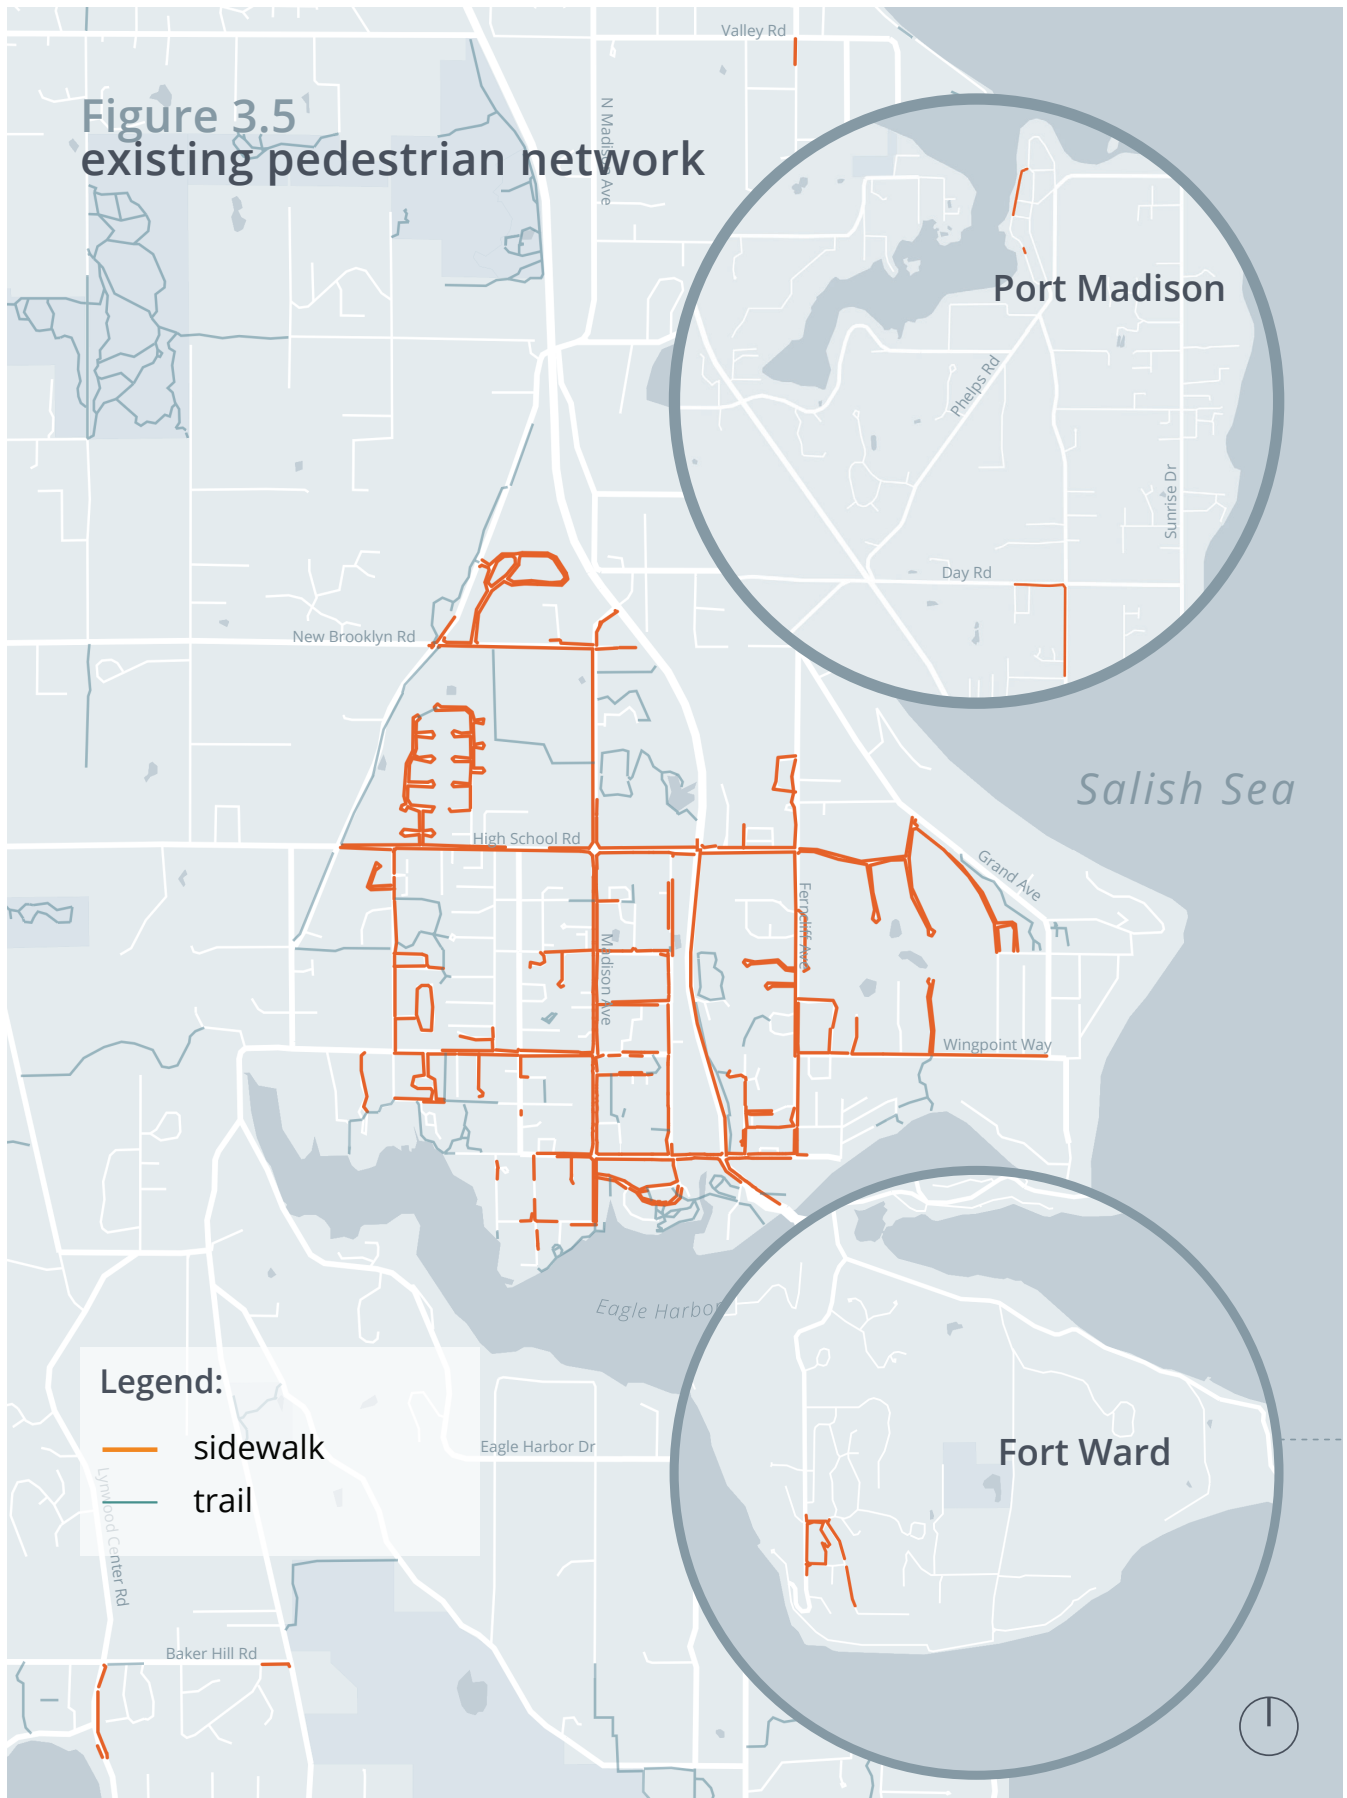 Valley Rd
Figure 3.5
existing pedestrian network
N Madison Ave
Port Madison
Phelps Rd
Sunrise Dr
Day Rd
New Brooklyn Rd
Salish Sea
High School Rd
Grand Ave
Ferncliff Ave
Madison Ave
Wingpoint Way
Eagle Harbor
Legend:
sidewalk
trail
Eagle Harbor Dr
Fort Ward
Lynwood Center Rd
Baker Hill Rd